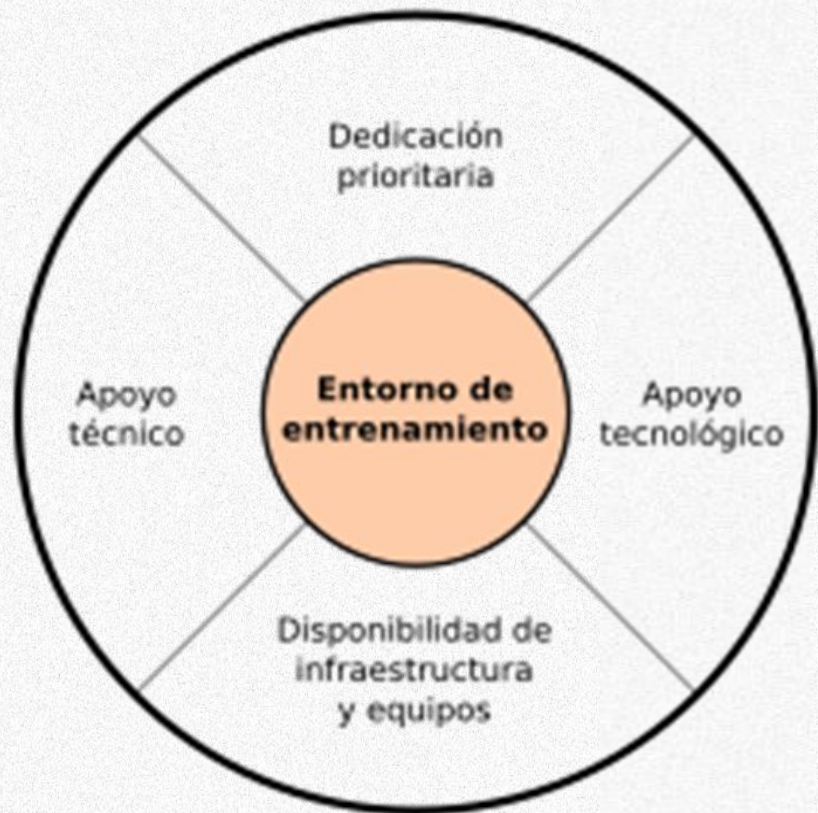 Dedicación
prioritaria
Apoyo
técnico
Entorno de
entrenamiento
Apoyo
tecnológico
Disponibilidad de
infraestructura
y equipos